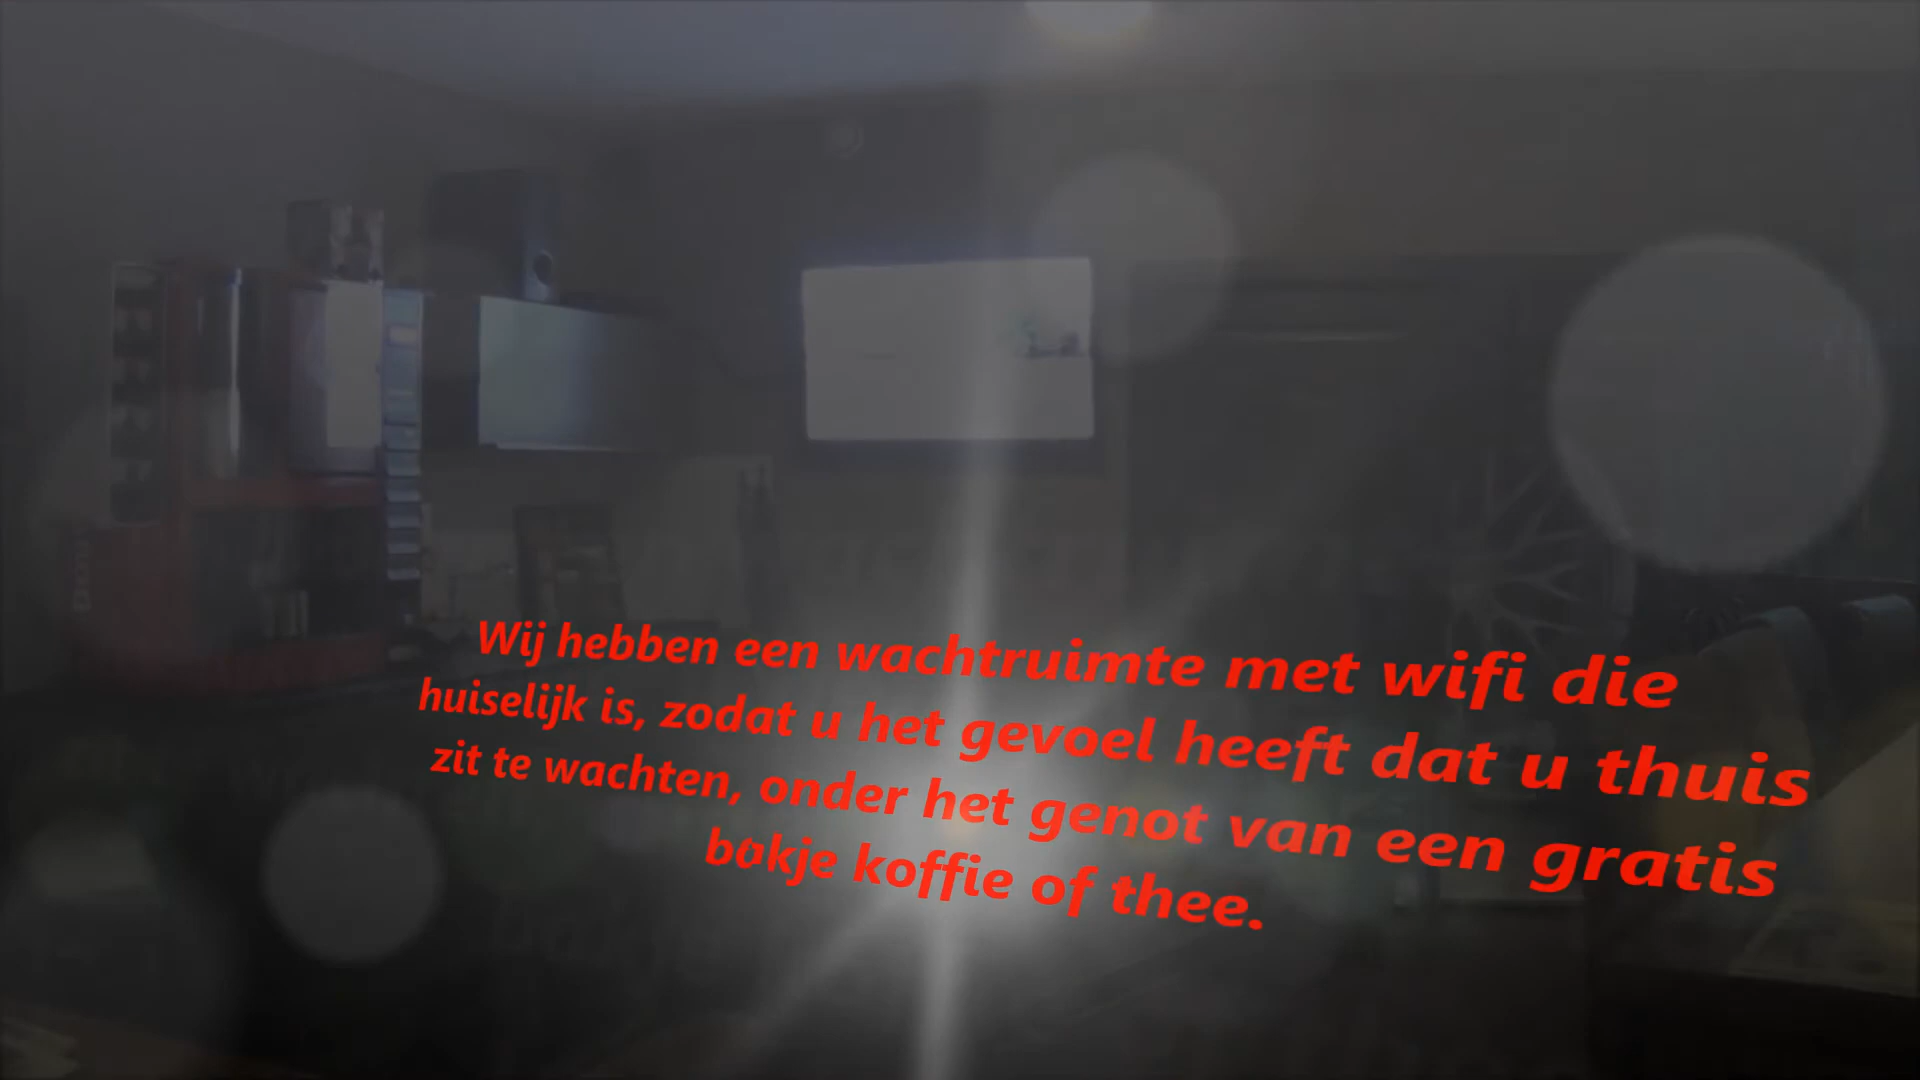 Wij hebben een wachtruimte met wifi die
huiselijk is, zodat u het gevoel heeft dat u thuis
zit te wachten, onder het genot van een gratis
bakje koffie of thee.